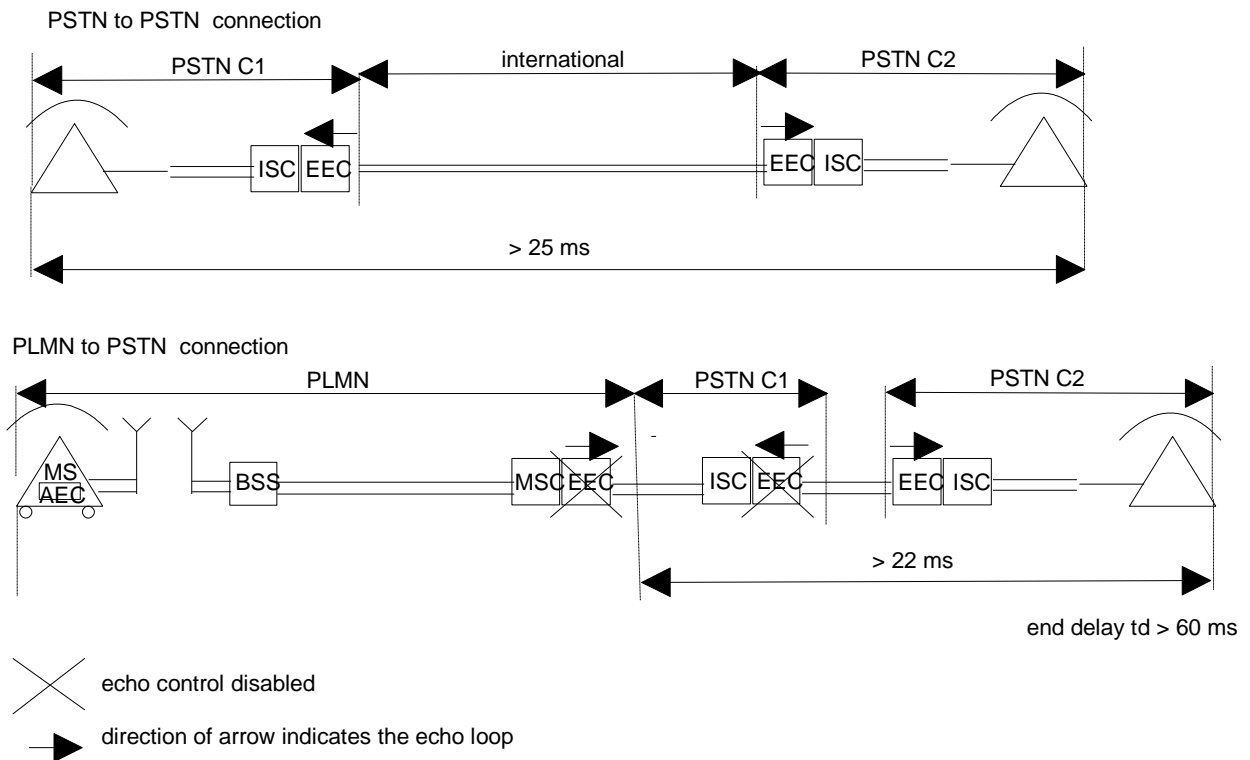 PSTN to PSTN connection
PSTN C1 international PSTN C2
ISC EEC EEC ISC
> 25 ms
PLMN to PSTN connection
PLMN PSTN C1 PSTN C2
MS
AEC BSS MSC EEC ISC EEC EEC ISC
> 22 ms
end delay td > 60 ms
echo control disabled
direction of arrow indicates the echo loop